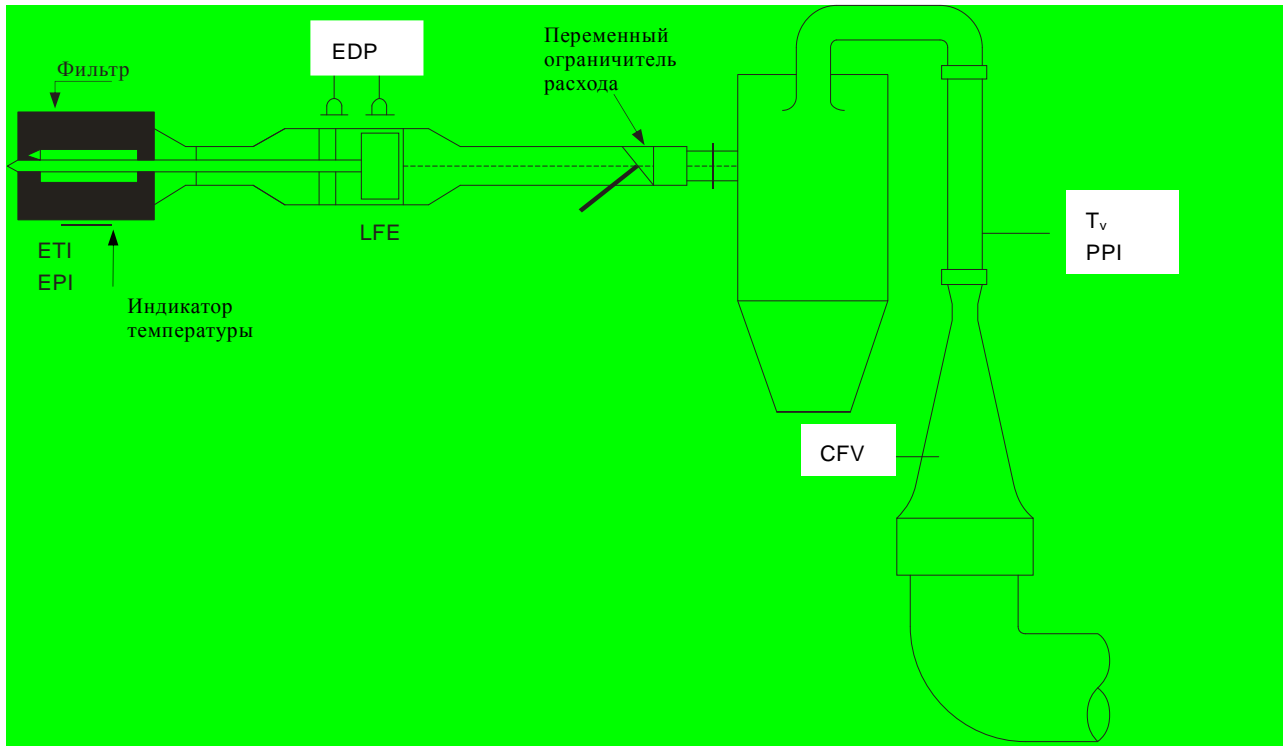 Фильтр
EDP
Переменный
ограничитель
расхода
ETI
EPI
Индикатор
температуры
LFE
Tᵥ
PPI
CFV